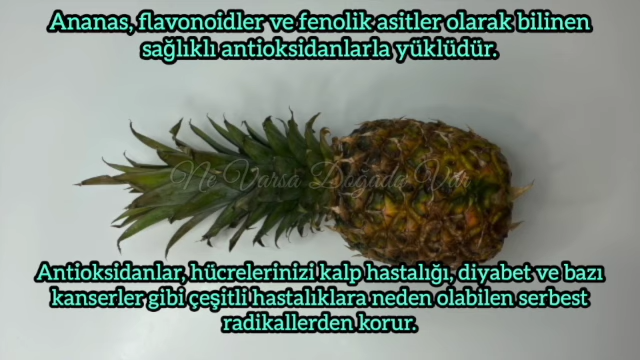 Ananas, flavonoidler ve fenolik asitler olarak bilinen
sağlıklı antioksidanlarla yüklüdür.
Ne Varsa Doğada Var
Antioksidanlar, hücrelerinizi kalp hastalığı, diyabet ve bazı
kanserler gibi çeşitli hastalıklara neden olabilen serbest
radikallerden korur.